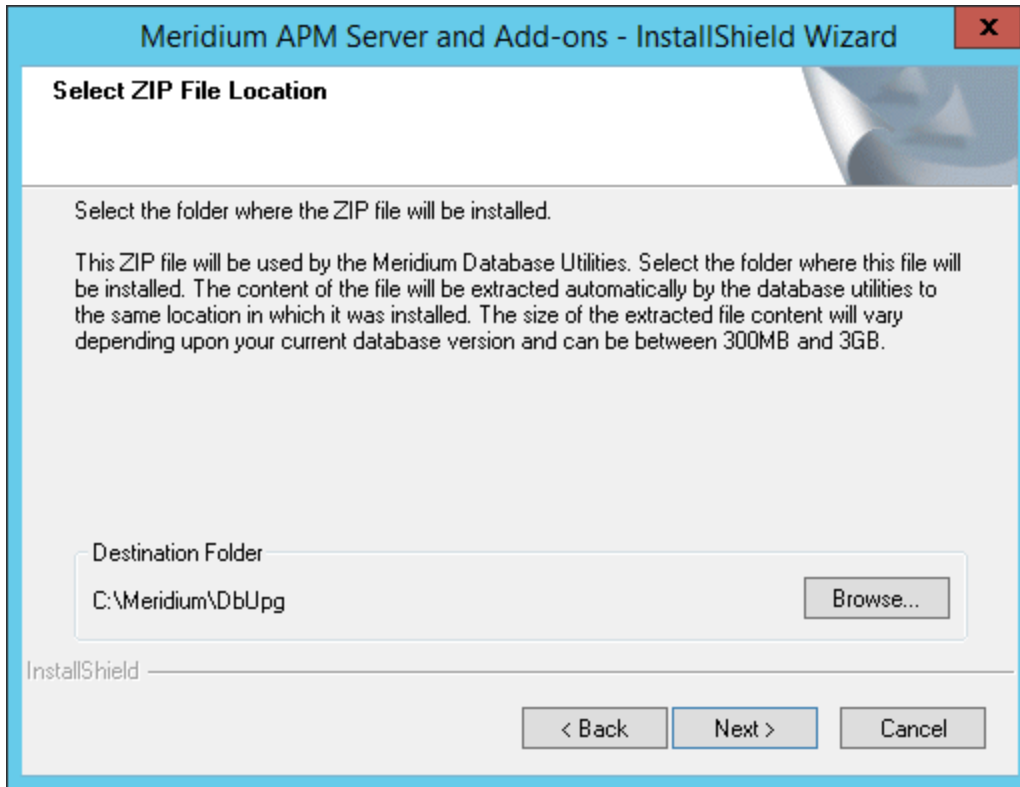 Meridium APM Server and Add-ons - InstallShield Wizard
x
Select ZIP File Location
Select the folder where the ZIP file will be installed.
This ZIP file will be used by the Meridium Database Utilities. Select the folder where this file will
be installed. The content of the file will be extracted automatically by the database utilities to
the same location in which it was installed. The size of the extracted file content will vary
depending upon your current database version and can be between 300MB and 3GB.
Destination Folder
C:\Meridium\DbUpg
Browse...
InstallShield
< Back
Next >
Cancel